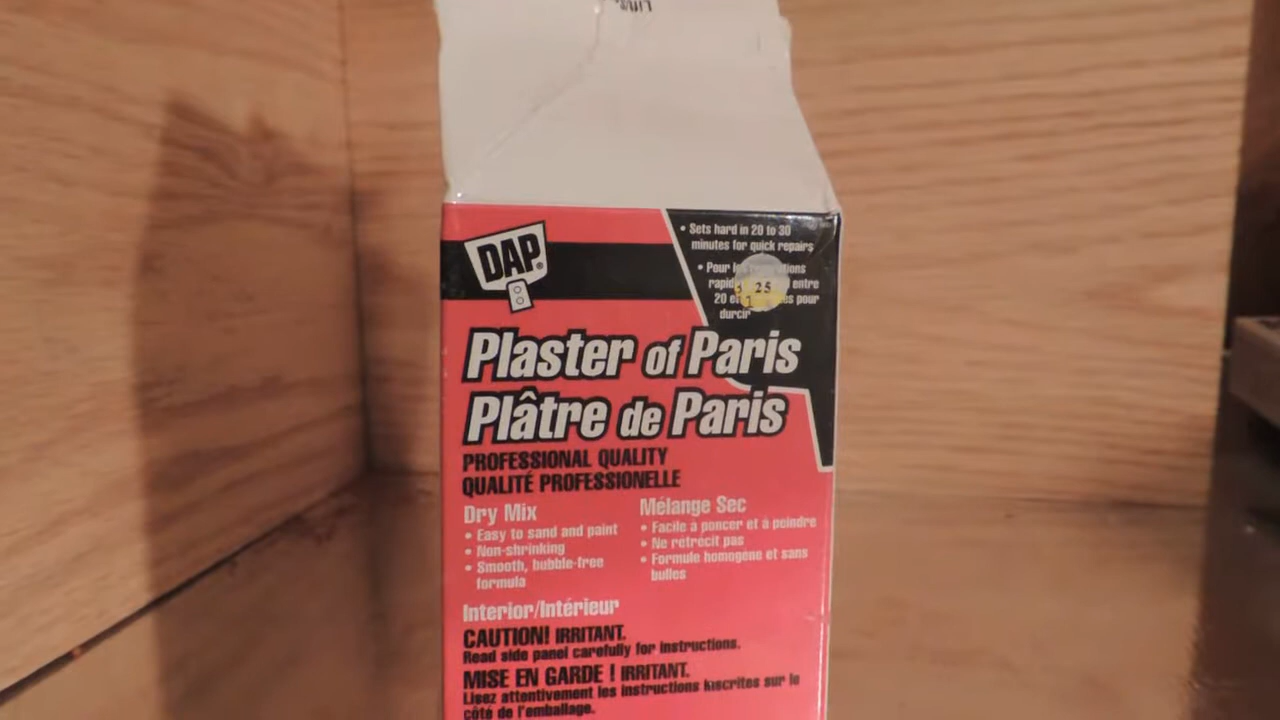 DAP®
• Sets hard in 20 to 30
minutes for quick repairs
• Pour
rapid entre
20 et es pour
durcir
25
Plaster of Paris
Plâtre de Paris
PROFESSIONAL QUALITY
QUALITÉ PROFESSIONELLE
Dry Mix
• Easy to sand and paint
• Non-shrinking
• Smooth, bubble-free
formula
Mélange Sec
• Facile à poncer et à peindre
• Ne rétrécit pas
• Formule homogène et sans
bulles
Interior/Intérieur
CAUTION! IRRITANT.
Read side panel carefully for instructions.
MISE EN GARDE ! IRRITANT.
Lisez attentivement les instructions inscrites sur le
côté de l'emballage.